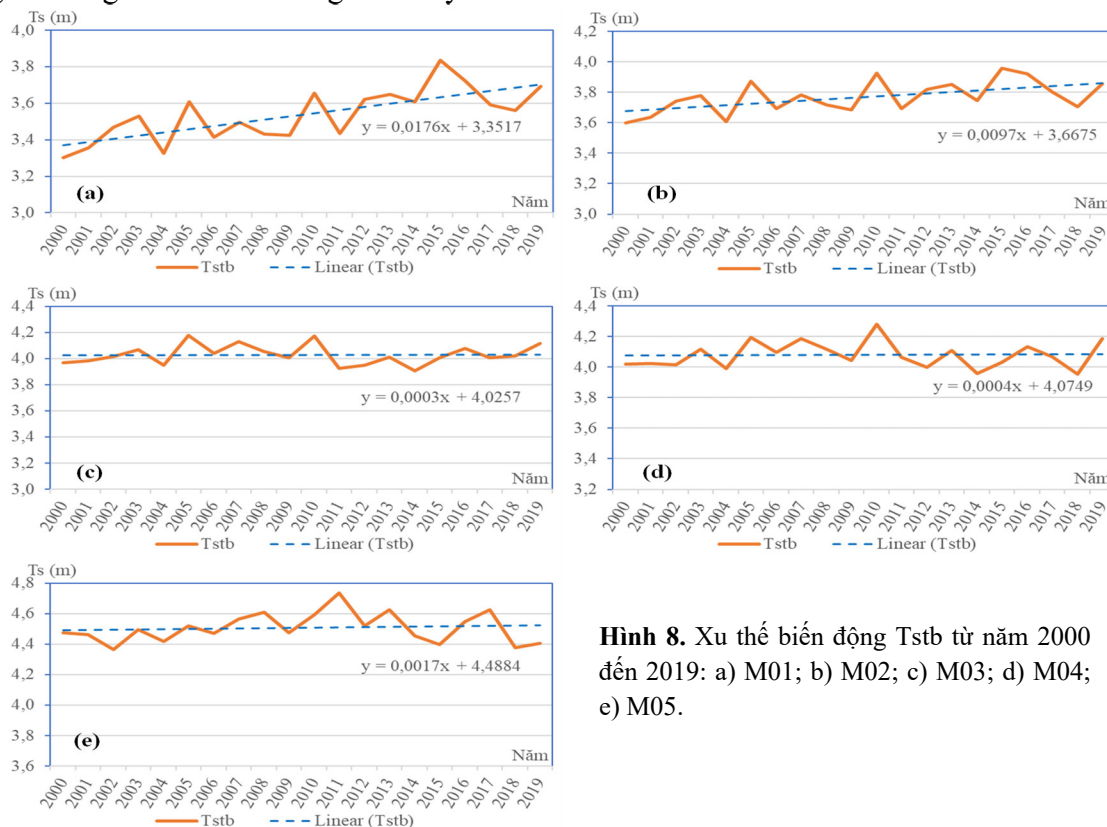 Ts (m)
4,0
3,8
3,6
3,4
3,2
3,0
y = 0,0176x + 3,3517
(a)
Năm
2000 2001 2002 2003 2004 2005 2006 2007 2008 2009 2010 2011 2012 2013 2014 2015 2016 2017 2018 2019
Tstb Linear (Tstb)
Ts (m)
4,2
4,0
3,8
3,6
3,4
3,2
3,0
y = 0,0097x + 3,6675
(b)
Năm
2000 2001 2002 2003 2004 2005 2006 2007 2008 2009 2010 2011 2012 2013 2014 2015 2016 2017 2018 2019
Tstb Linear (Tstb)
Ts (m)
4,4
4,2
4,0
3,8
3,6
3,4
3,2
3,0
y = 0,0003x + 4,0257
(c)
Năm
2000 2001 2002 2003 2004 2005 2006 2007 2008 2009 2010 2011 2012 2013 2014 2015 2016 2017 2018 2019
Tstb Linear (Tstb)
Ts (m)
4,4
4,2
4,0
3,8
3,6
3,4
3,2
y = 0,0004x + 4,0749
(d)
Năm
2000 2001 2002 2003 2004 2005 2006 2007 2008 2009 2010 2011 2012 2013 2014 2015 2016 2017 2018 2019
Tstb Linear (Tstb)
Ts (m)
4,8
4,6
4,4
4,2
4,0
3,8
3,6
y = 0,0017x + 4,4884
(e)
Năm
2000 2001 2002 2003 2004 2005 2006 2007 2008 2009 2010 2011 2012 2013 2014 2015 2016 2017 2018 2019
Tstb Linear (Tstb)
Hình 8. Xu thế biến động Tstb từ năm 2000
đến 2019: a) M01; b) M02; c) M03; d) M04;
e) M05.